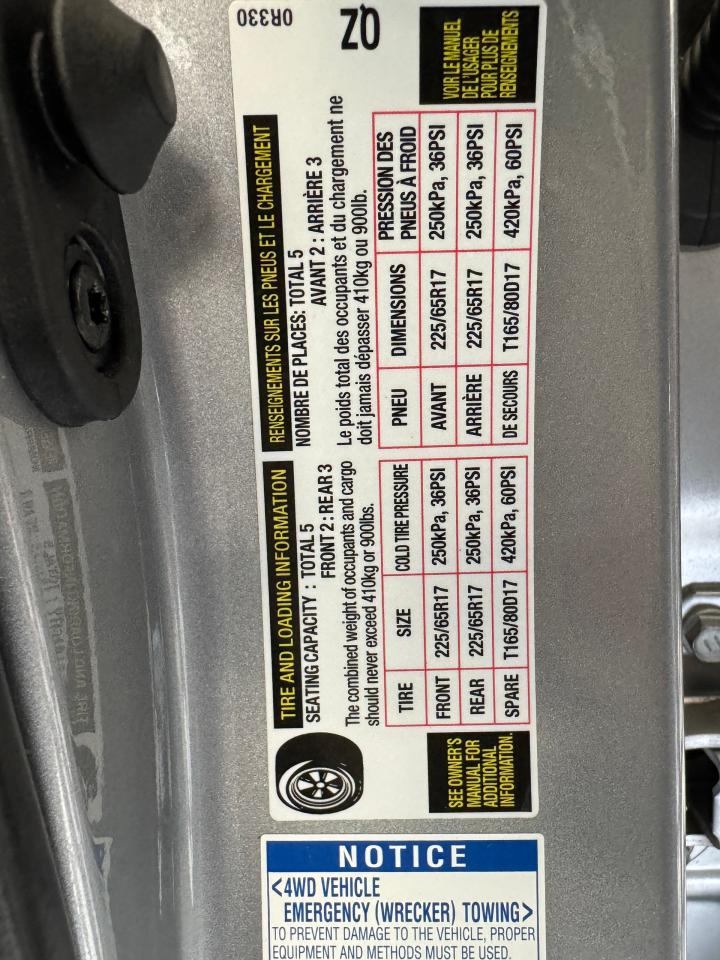 TIRE AND LOADING INFORMATION
SEATING CAPACITY : TOTAL 5
FRONT 2 : REAR 3
The combined weight of occupants and cargo
should never exceed 410kg or 900lbs.
TIRE SIZE COLD TIRE PRESSURE
FRONT 225/65R17 250kPa, 36PSI
REAR 225/65R17 250kPa, 36PSI
SPARE T165/80D17 420kPa, 60PSI
SEE OWNER'S
MANUAL FOR
ADDITIONAL
INFORMATION.
RENSEIGNEMENTS SUR LES PNEUS ET LE CHARGEMENT
NOMBRE DE PLACES: TOTAL 5
AVANT 2 : ARRIÈRE 3
Le poids total des occupants et du chargement ne
doit jamais dépasser 410kg ou 900lb.
PNEU DIMENSIONS PRESSION DES
PNEUS À FROID
AVANT 225/65R17 250kPa, 36PSI
ARRIÈRE 225/65R17 250kPa, 36PSI
DE SECOURS T165/80D17 420kPa, 60PSI
0R330
QZ
VOIR LE MANUEL
DE L'USAGER
POUR PLUS DE
RENSEIGNEMENTS
NOTICE
<4WD VEHICLE
EMERGENCY (WRECKER) TOWING>
TO PREVENT DAMAGE TO THE VEHICLE, PROPER
EQUIPMENT AND METHODS MUST BE USED.